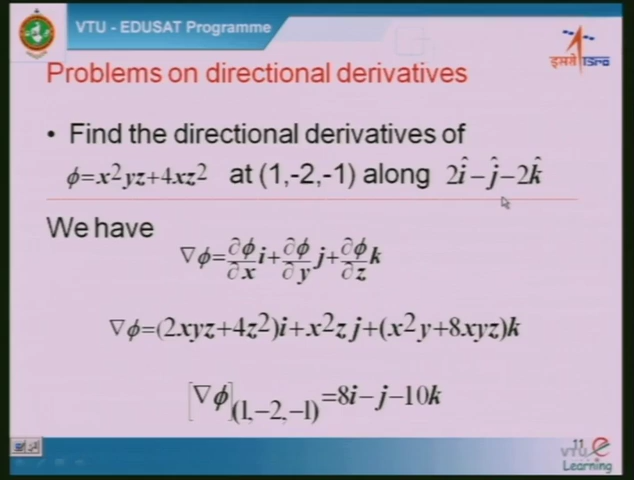 VTU - EDUSAT Programme
इसरो isro
Problems on directional derivatives
• Find the directional derivatives of
ϕ=x²yz+4xz² at (1,-2,-1) along 2î−ĵ−2k̂
We have
∇ϕ=∂ϕ/∂x i+∂ϕ/∂y j+∂ϕ/∂z k
∇ϕ=(2xyz+4z²)i+x²z j+(x²y+8xyz)k
[∇ϕ](1,−2,−1)=8i−j−10k
11
VTU e
Learning